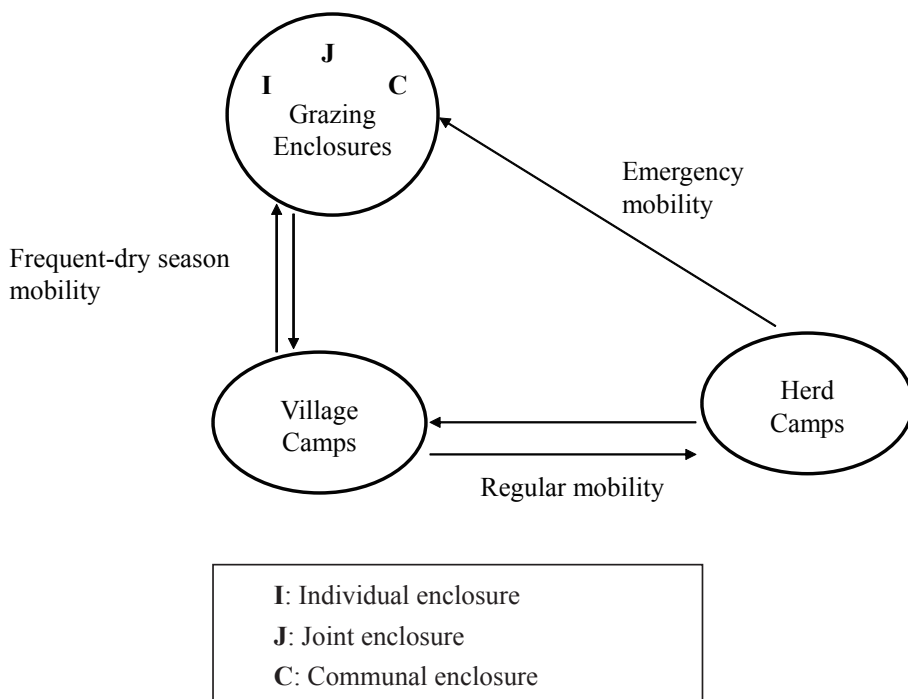 J
I
C
Grazing
Enclosures
Emergency
mobility
Frequent-dry season
mobility
Village
Camps
Herd
Camps
Regular mobility
I: Individual enclosure
J: Joint enclosure
C: Communal enclosure